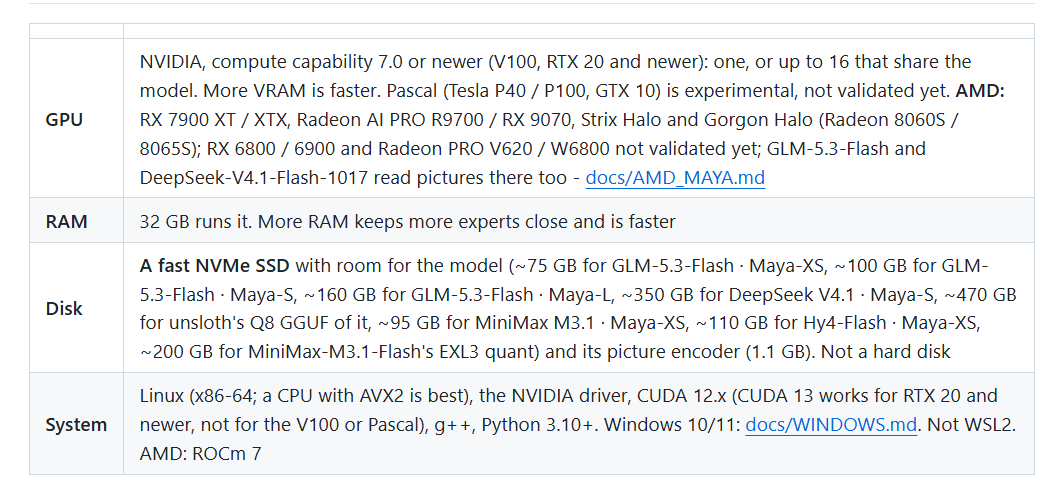 GPU
NVIDIA, compute capability 7.0 or newer (V100, RTX 20 and newer): one, or up to 16 that share the
model. More VRAM is faster. Pascal (Tesla P40 / P100, GTX 10) is experimental, not validated yet. AMD:
RX 7900 XT / XTX, Radeon AI PRO R9700 / RX 9070, Strix Halo and Gorgon Halo (Radeon 8060S /
8065S); RX 6800 / 6900 and Radeon PRO V620 / W6800 not validated yet; GLM-5.3-Flash and
DeepSeek-V4.1-Flash-1017 read pictures there too - docs/AMD_MAYA.md
RAM
32 GB runs it. More RAM keeps more experts close and is faster
Disk
A fast NVMe SSD with room for the model (~75 GB for GLM-5.3-Flash · Maya-XS, ~100 GB for GLM-
5.3-Flash · Maya-S, ~160 GB for GLM-5.3-Flash · Maya-L, ~350 GB for DeepSeek V4.1 · Maya-S, ~470 GB
for unsloth's Q8 GGUF of it, ~95 GB for MiniMax M3.1 · Maya-XS, ~110 GB for Hy4-Flash · Maya-XS,
~200 GB for MiniMax-M3.1-Flash's EXL3 quant) and its picture encoder (1.1 GB). Not a hard disk
System
Linux (x86-64; a CPU with AVX2 is best), the NVIDIA driver, CUDA 12.x (CUDA 13 works for RTX 20 and
newer, not for the V100 or Pascal), g++, Python 3.10+. Windows 10/11: docs/WINDOWS.md. Not WSL2.
AMD: ROCm 7